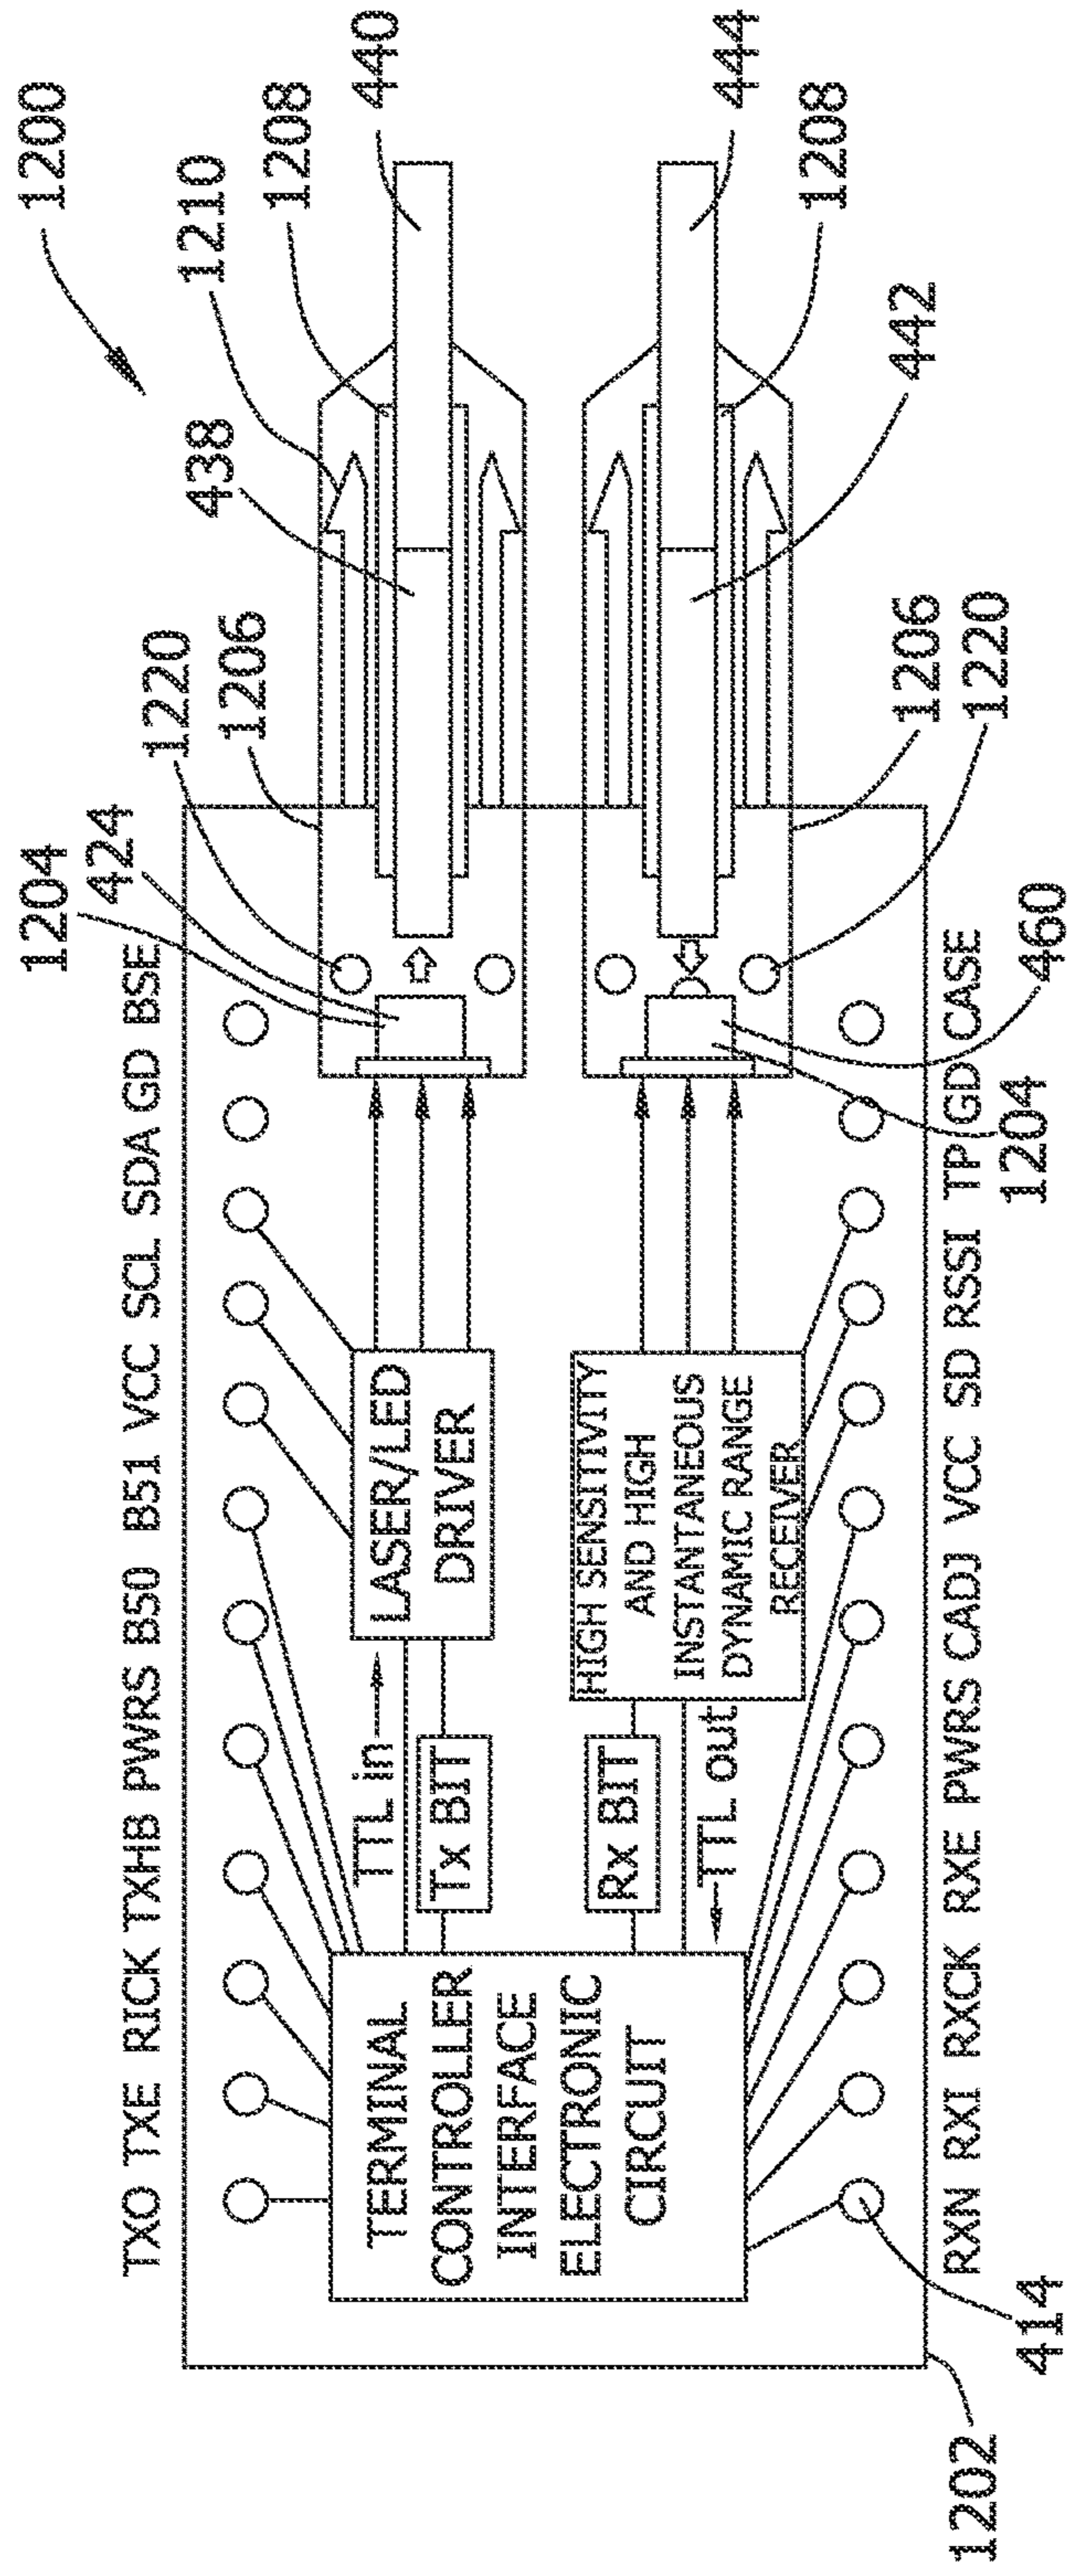 1200
440
444
1208
1208
1210
442
438
1220
1206
1206
1220
1204
424
460
1204
TXO TXE RICK TXHB PWRS B50 B51 VCC SCL SDA GD BSE
LASER/LED
DRIVER
TTL in
Tx BIT
HIGH SENSITIVITY
AND HIGH
INSTANTANEOUS
DYNAMIC RANGE
RECEIVER
Rx BIT
TTL out
TERMINAL
CONTROLLER
INTERFACE
ELECTRONIC
CIRCUIT
RXN RXI RXCK RXE PWRS CADJ VCC SD RSSI TP GD CASE
414
1202